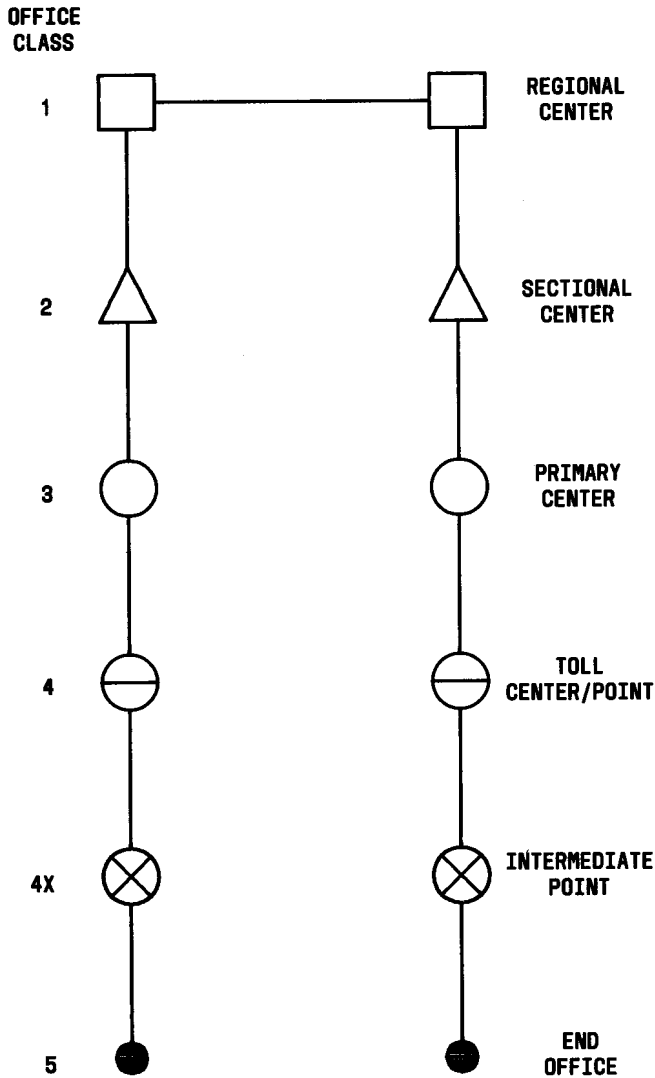 OFFICE
CLASS
1
REGIONAL
CENTER
2
SECTIONAL
CENTER
3
PRIMARY
CENTER
4
TOLL
CENTER/POINT
4X
INTERMEDIATE
POINT
5
END
OFFICE